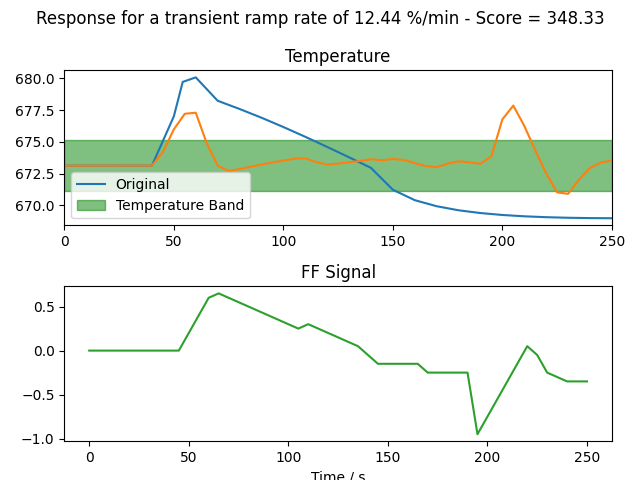 Response for a transient ramp rate of 12.44 %/min - Score = 348.33
Temperature
680.0
677.5
675.0
672.5
670.0
Original
Temperature Band
0 50 100 150 200 250
FF Signal
0.5
0.0
−0.5
−1.0
0 50 100 150 200 250
Time / s